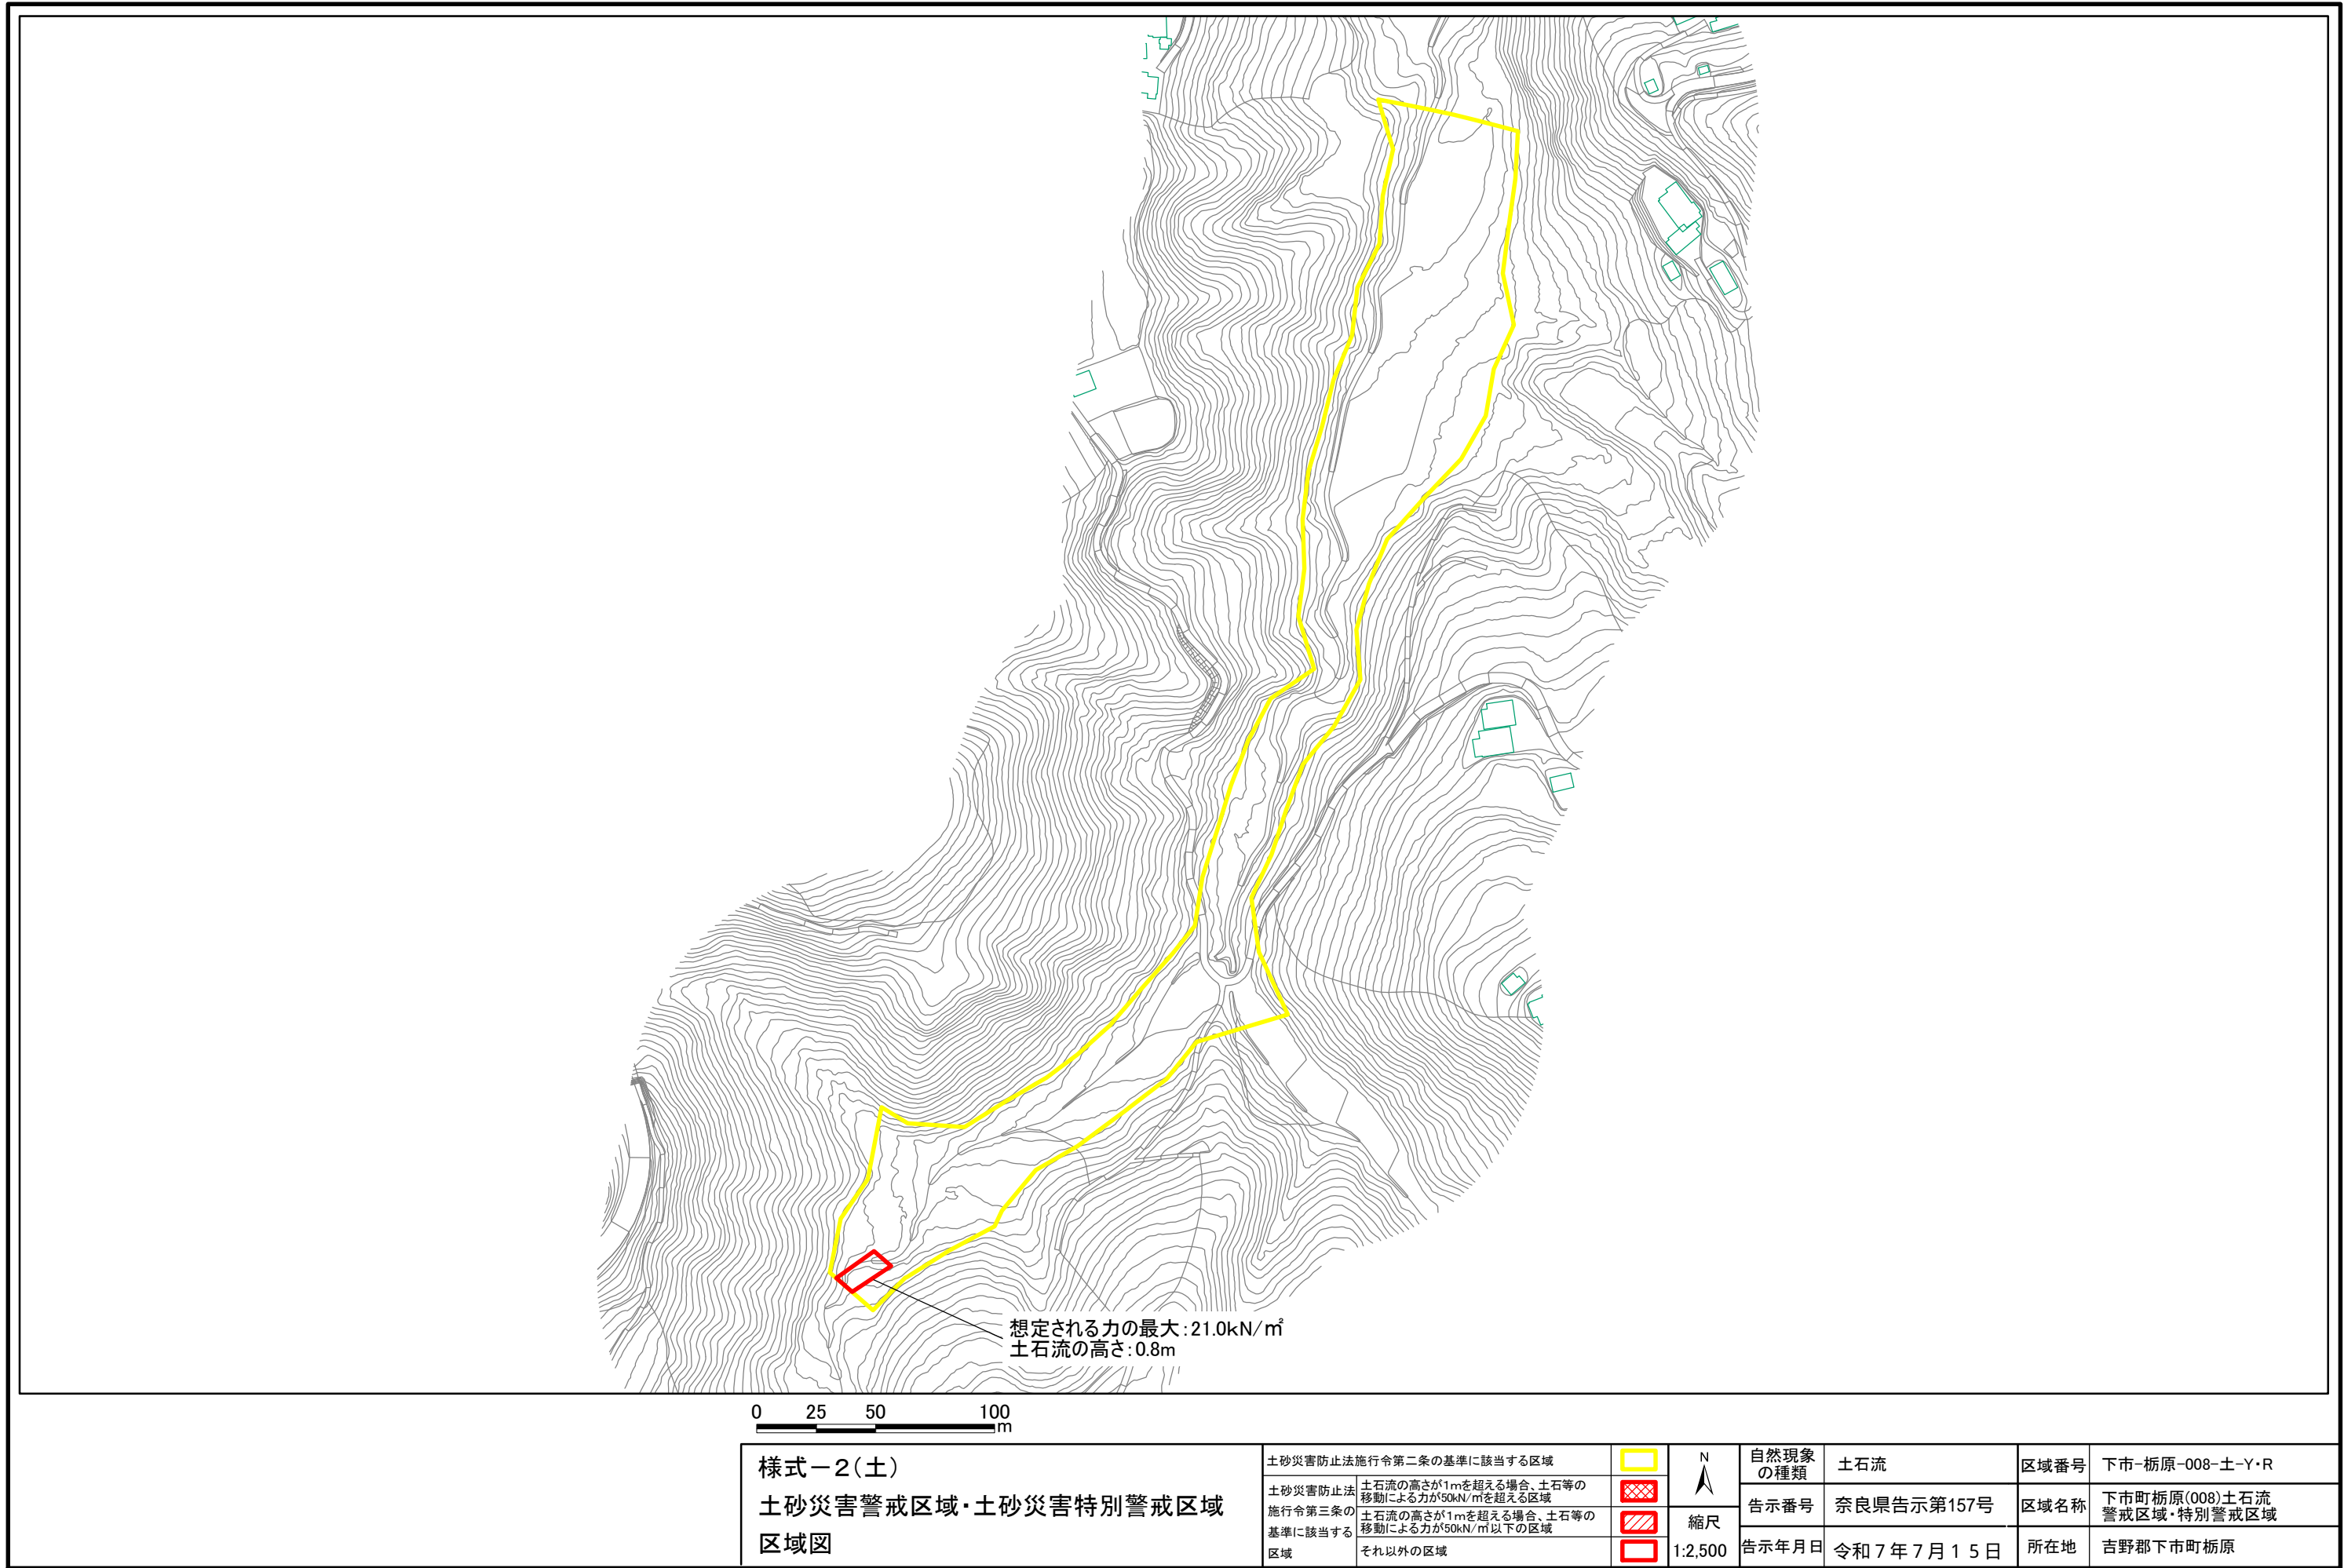 想定される力の最大:21.0kN/㎡
土石流の高さ:0.8m
0 25 50 100
m
様式-2(土)
土砂災害警戒区域・土砂災害特別警戒区域
区域図
土砂災害防止法施行令第二条の基準に該当する区域
土砂災害防止法
施行令第三条の
基準に該当する
区域
土石流の高さが1mを超える場合、土石等の
移動による力が50kN/㎡を超える区域
土石流の高さが1mを超える場合、土石等の
移動による力が50kN/㎡以下の区域
それ以外の区域
N
縮尺
1:2,500
自然現象
の種類
土石流
告示番号
奈良県告示第157号
告示年月日
令和7年7月15日
区域番号
下市-栃原-008-土-Y・R
区域名称
下市町栃原(008)土石流
警戒区域・特別警戒区域
所在地
吉野郡下市町栃原